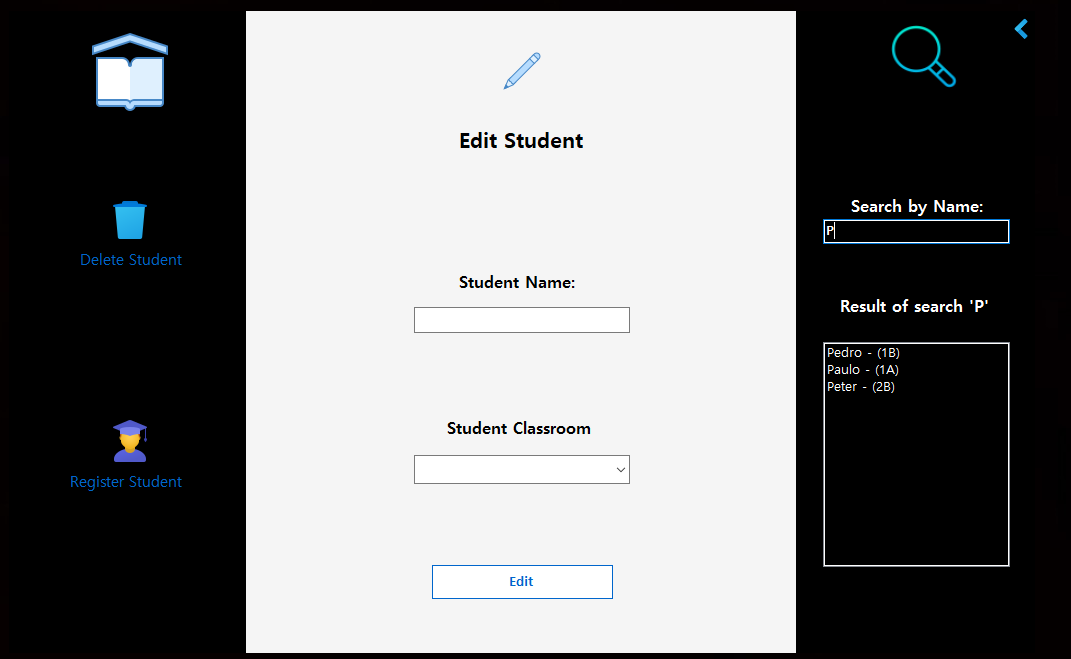 Delete Student
Register Student
Edit Student
Student Name:
Student Classroom
Edit
Search by Name:
P
Result of search 'P'
Pedro - (1B)
Paulo - (1A)
Peter - (2B)